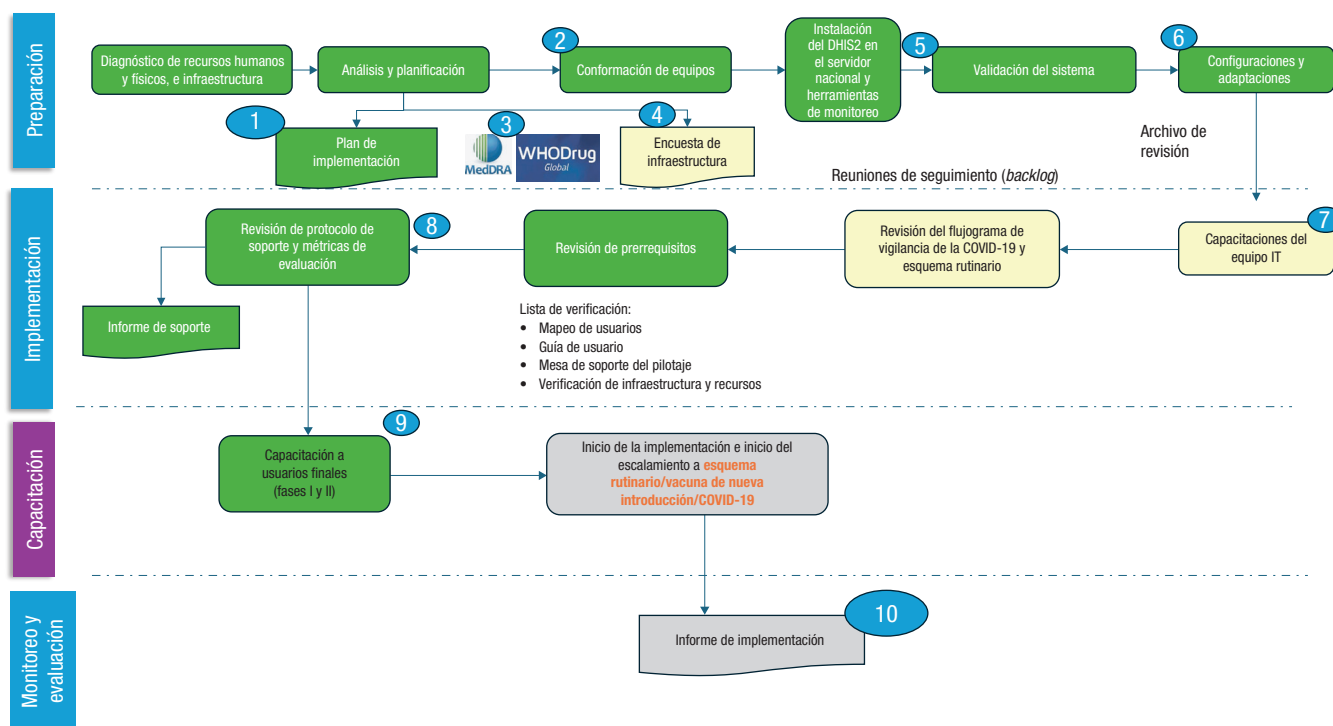 Preparación
Diagnóstico de recursos humanos
y físicos, e infraestructura
Análisis y planificación
2
Conformación de equipos
Instalación
del DHIS2 en
el servidor
nacional y
herramientas
de monitoreo
5
Validación del sistema
6
Configuraciones y
adaptaciones
1
Plan de
implementación
3
MedDRA
WHODrug
Global
4
Encuesta de
infraestructura
Archivo de
revisión
Reuniones de seguimiento (backlog)
Implementación
7
Capacitaciones del
equipo IT
Revisión del flujograma de
vigilancia de la COVID-19 y
esquema rutinario
Revisión de prerrequisitos
8
Revisión de protocolo de
soporte y métricas de
evaluación
Informe de soporte
Lista de verificación:
• Mapeo de usuarios
• Guía de usuario
• Mesa de soporte del pilotaje
• Verificación de infraestructura y recursos
Capacitación
9
Capacitación a
usuarios finales
(fases I y II)
Inicio de la implementación e inicio del
escalamiento a esquema
rutinario/vacuna de nueva
introducción/COVID-19
Monitoreo y
evaluación
10
Informe de implementación